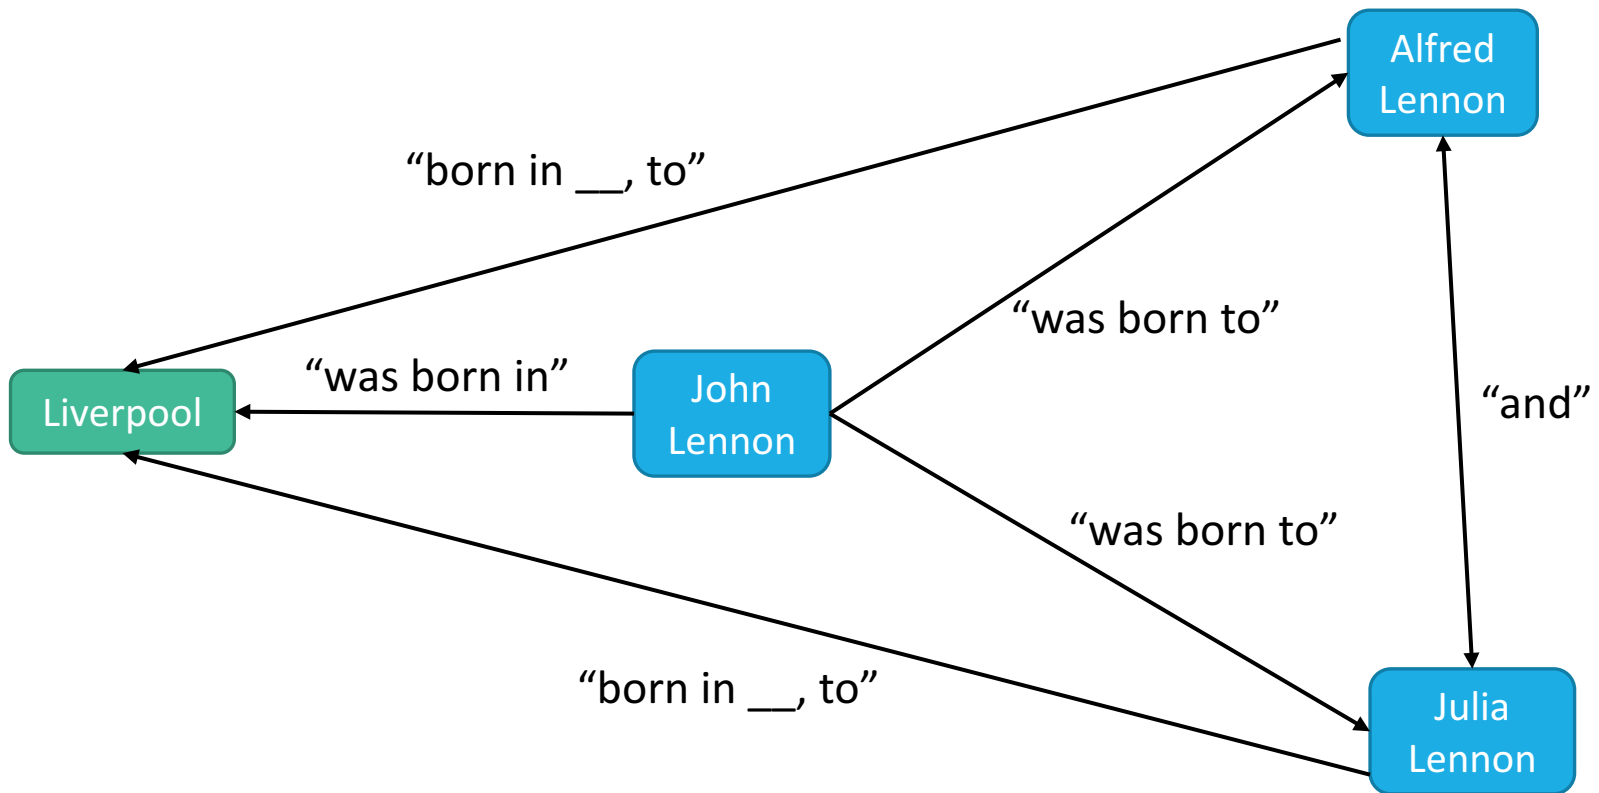 Alfred
Lennon
“born in __, to”
“was born to”
“was born in”
Liverpool
John
Lennon
“and”
“was born to”
“born in __, to”
Julia
Lennon